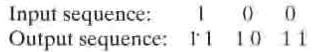 Input sequence: 1 0 0
Output sequence: 11 10 11